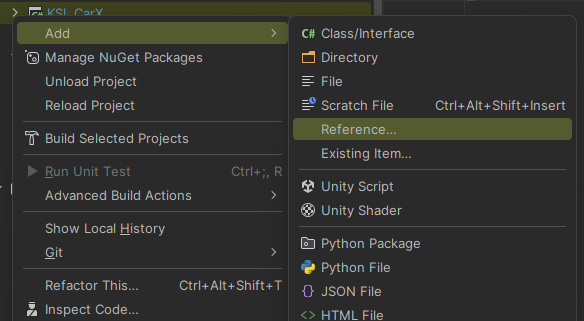 KSL CarX
Add
Manage NuGet Packages
Unload Project
Reload Project
Build Selected Projects
Run Unit Test Ctrl+;, R
Advanced Build Actions
Show Local History
Git
Refactor This... Ctrl+Alt+Shift+T
Inspect Code...
C# Class/Interface
Directory
File
Scratch File Ctrl+Alt+Shift+Insert
Reference...
Existing Item...
Unity Script
Unity Shader
Python Package
Python File
{} JSON File
<> HTML File